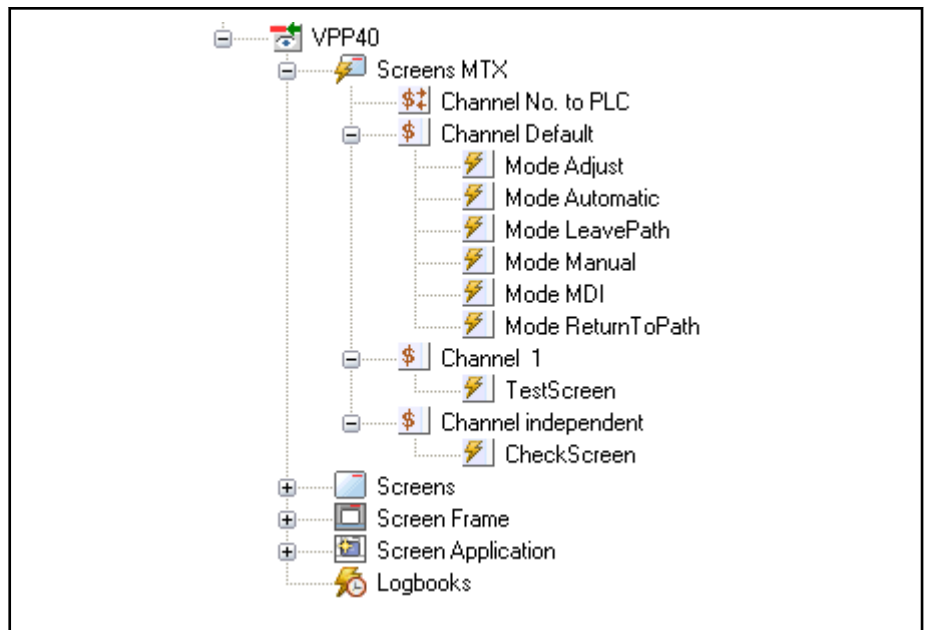 VPP40
Screens MTX
Channel No. to PLC
Channel Default
Mode Adjust
Mode Automatic
Mode LeavePath
Mode Manual
Mode MDI
Mode ReturnToPath
Channel 1
TestScreen
Channel independent
CheckScreen
Screens
Screen Frame
Screen Application
Logbooks